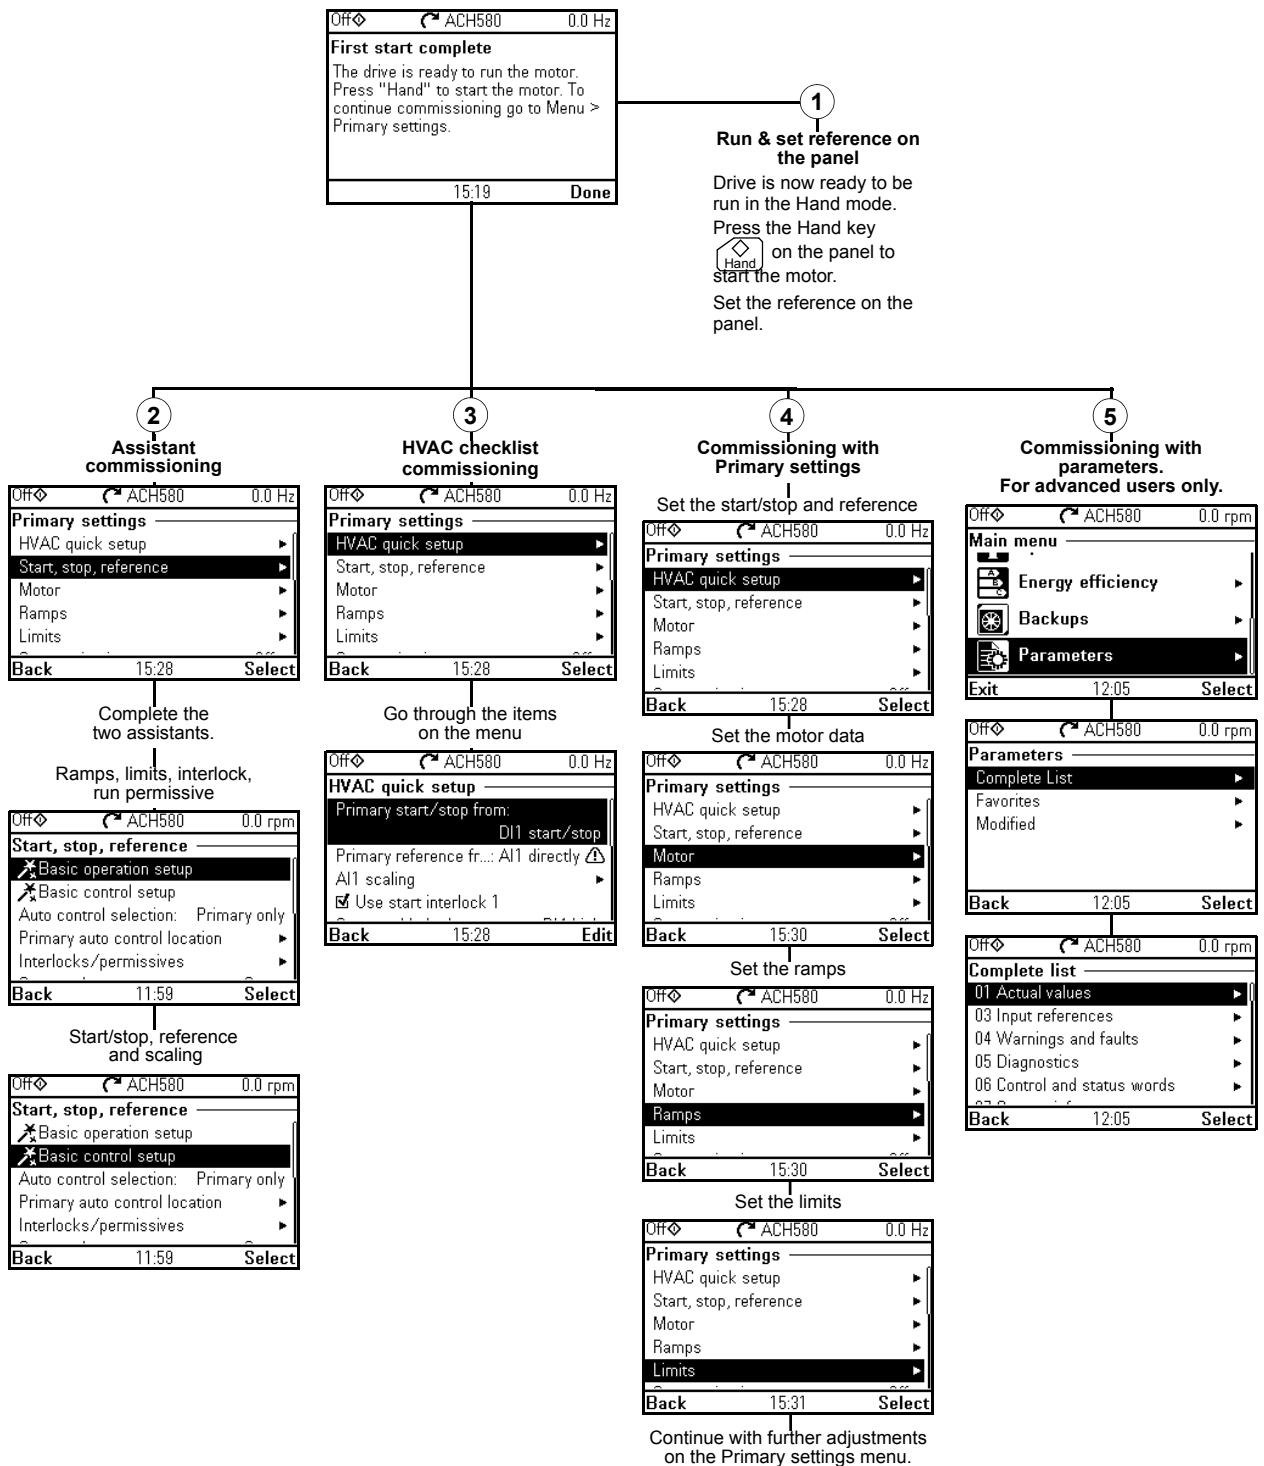 Off ACH580 0.0 Hz
First start complete
The drive is ready to run the motor.
Press "Hand" to start the motor. To
continue commissioning go to Menu >
Primary settings.
15:19 Done
1
Run & set reference on
the panel
Drive is now ready to be
run in the Hand mode.
Press the Hand key
Hand on the panel to
start the motor.
Set the reference on the
panel.
2
Assistant
commissioning
Off ACH580 0.0 Hz
Primary settings
HVAC quick setup
Start, stop, reference
Motor
Ramps
Limits
Back 15:28 Select
Complete the
two assistants.
Ramps, limits, interlock,
run permissive
Off ACH580 0.0 rpm
Start, stop, reference
Basic operation setup
Basic control setup
Auto control selection: Primary only
Primary auto control location
Interlocks/permissives
Back 11:59 Select
Start/stop, reference
and scaling
Off ACH580 0.0 rpm
Start, stop, reference
Basic operation setup
Basic control setup
Auto control selection: Primary only
Primary auto control location
Interlocks/permissives
Back 11:59 Select
3
HVAC checklist
commissioning
Off ACH580 0.0 Hz
Primary settings
HVAC quick setup
Start, stop, reference
Motor
Ramps
Limits
Back 15:28 Select
Go through the items
on the menu
Off ACH580 0.0 Hz
HVAC quick setup
Primary start/stop from:
DI1 start/stop
Primary reference fr...: AI1 directly
AI1 scaling
Use start interlock 1
Back 15:28 Edit
4
Commissioning with
Primary settings
Set the start/stop and reference
Off ACH580 0.0 Hz
Primary settings
HVAC quick setup
Start, stop, reference
Motor
Ramps
Limits
Back 15:28 Select
Set the motor data
Off ACH580 0.0 Hz
Primary settings
HVAC quick setup
Start, stop, reference
Motor
Ramps
Limits
Back 15:30 Select
Set the ramps
Off ACH580 0.0 Hz
Primary settings
HVAC quick setup
Start, stop, reference
Motor
Ramps
Limits
Back 15:30 Select
Set the limits
Off ACH580 0.0 Hz
Primary settings
HVAC quick setup
Start, stop, reference
Motor
Ramps
Limits
Back 15:31 Select
Continue with further adjustments
on the Primary settings menu.
5
Commissioning with
parameters.
For advanced users only.
Off ACH580 0.0 rpm
Main menu
Energy efficiency
Backups
Parameters
Exit 12:05 Select
Off ACH580 0.0 rpm
Parameters
Complete List
Favorites
Modified
Back 12:05 Select
Off ACH580 0.0 rpm
Complete list
01 Actual values
03 Input references
04 Warnings and faults
05 Diagnostics
06 Control and status words
Back 12:05 Select